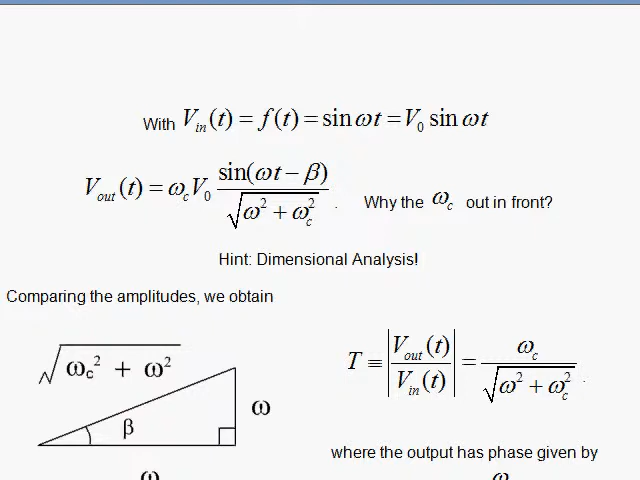 With V_in(t) = f(t) = sin ωt = V_0 sin ωt
V_out(t) = ω_c V_0 sin(ωt − β) / √(ω² + ω_c²) . Why the ω_c out in front?
Hint: Dimensional Analysis!
Comparing the amplitudes, we obtain
√(ω_c² + ω²)
ω
β
T ≡ |V_out(t) / V_in(t)| = ω_c / √(ω² + ω_c²) .
where the output has phase given by